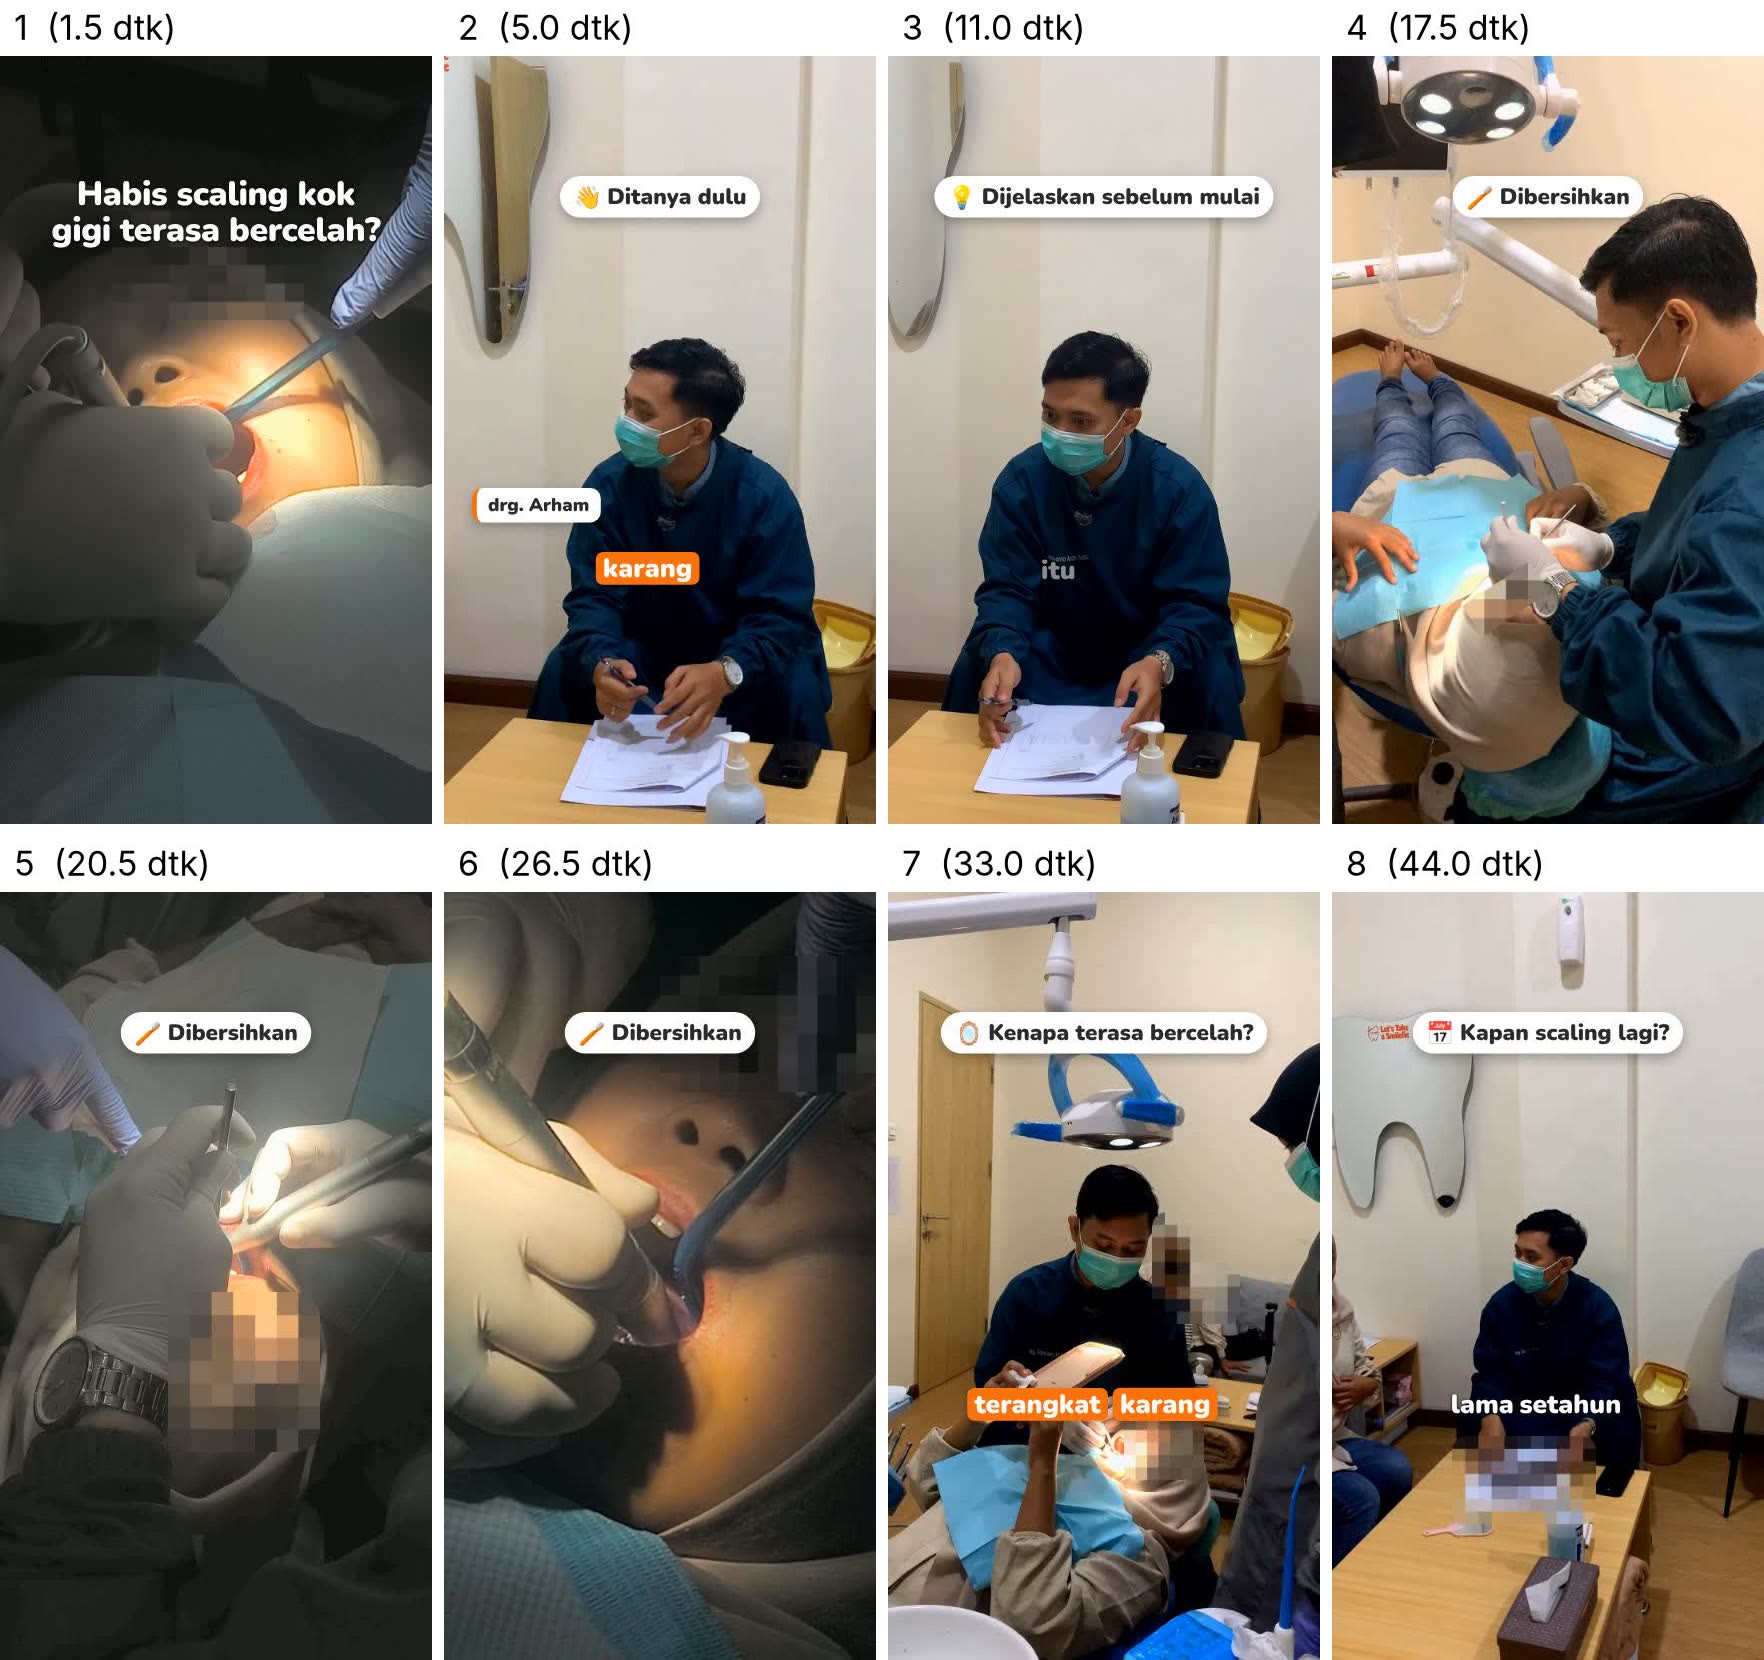 1 (1.5 dtk)
Habis scaling kok
gigi terasa bercelah?
2 (5.0 dtk)
👋 Ditanya dulu
drg. Arham
karang
3 (11.0 dtk)
💡 Dijelaskan sebelum mulai
itu
4 (17.5 dtk)
🪥 Dibersihkan
5 (20.5 dtk)
🪥 Dibersihkan
6 (26.5 dtk)
🪥 Dibersihkan
7 (33.0 dtk)
🪞 Kenapa terasa bercelah?
terangkat karang
8 (44.0 dtk)
Let's Take
a Smilefie
📅 Kapan scaling lagi?
lama setahun